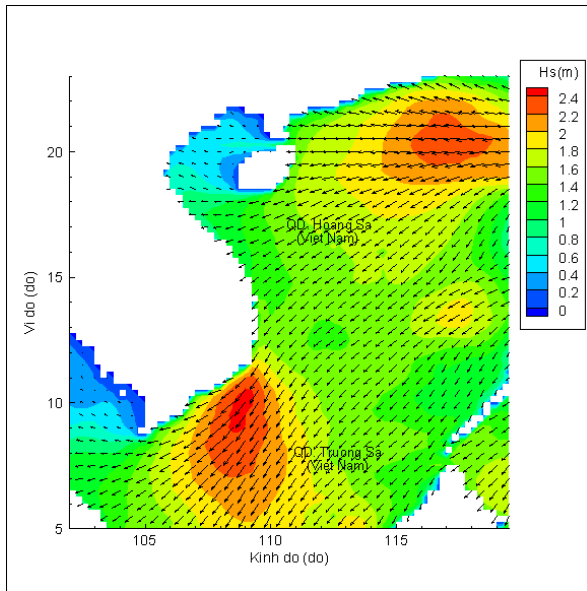 Hs(m)
2.4
2.2
2
1.8
1.6
1.4
1.2
1
0.8
0.6
0.4
0.2
0
20
15
10
5
Vi do (do)
QD. Hoang Sa
(Viet Nam)
QD. Truong Sa
(Viet Nam)
105
110
115
Kinh do (do)